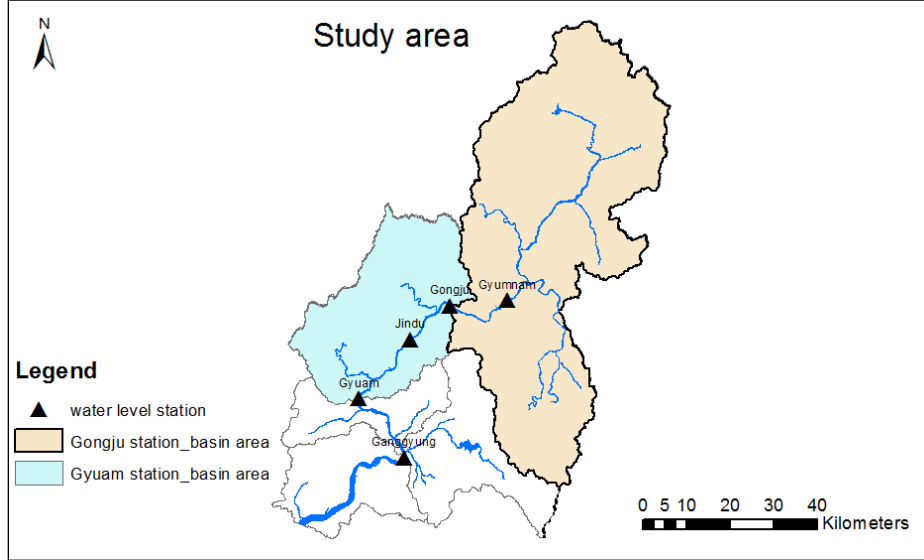 N
Study area
Gongju
Gyumnam
Jindu
Gyuam
Ganggyung
Legend
water level station
Gongju station_basin area
Gyuam station_basin area
0 5 10 20 30 40
Kilometers